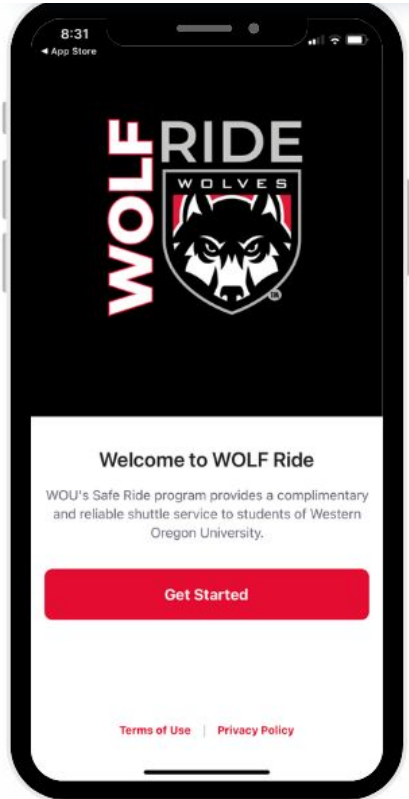 8:31
◀ App Store
WOLF
RIDE
WOLVES
TM
Welcome to WOLF Ride
WOU's Safe Ride program provides a complimentary
and reliable shuttle service to students of Western
Oregon University.
Get Started
Terms of Use | Privacy Policy